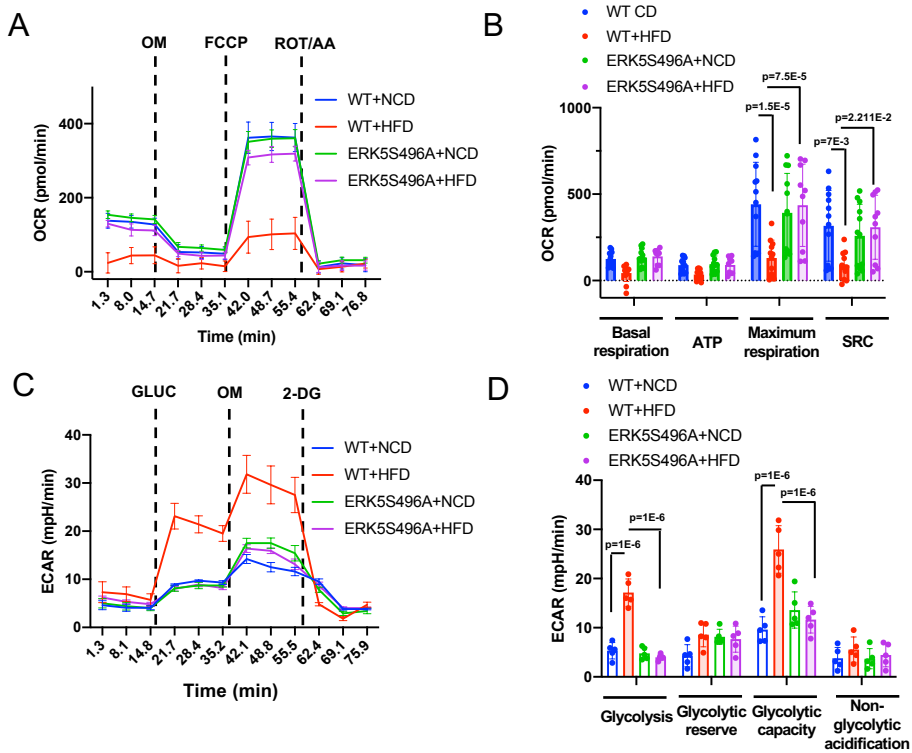 A
OM
FCCP
ROT/AA
WT+NCD
WT+HFD
ERK5S496A+NCD
ERK5S496A+HFD
400
200
0
OCR (pmol/min)
1.3
8.0
14.7
21.7
28.4
35.1
42.0
48.7
55.4
62.4
69.1
76.8
Time (min)
B
WT CD
WT+HFD
ERK5S496A+NCD
ERK5S496A+HFD
p=7.5E-5
p=1.5E-5
p=2.211E-2
p=7E-3
1000
500
0
OCR (pmol/min)
Basal
respiration
ATP
Maximum
respiration
SRC
C
GLUC
OM
2-DG
WT+NCD
WT+HFD
ERK5S496A+NCD
ERK5S496A+HFD
40
30
20
10
0
ECAR (mpH/min)
1.3
8.1
14.8
21.7
28.4
35.2
42.1
48.8
55.5
62.4
69.1
75.9
Time (min)
D
WT+NCD
WT+HFD
ERK5S496A+NCD
ERK5S496A+HFD
p=1E-6
p=1E-6
p=1E-6
p=1E-6
40
30
20
10
0
ECAR (mpH/min)
Glycolysis
Glycolytic
reserve
Glycolytic
capacity
Non-
glycolytic
acidification